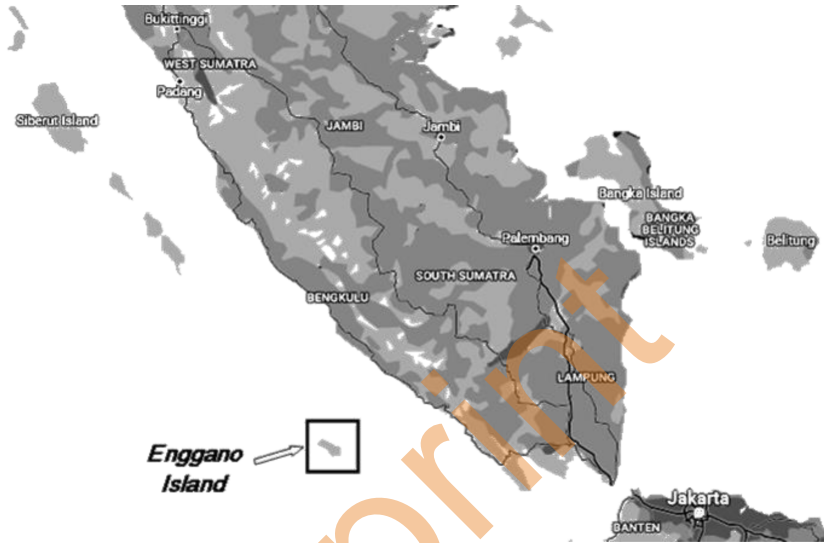 Bukittinggi
WEST SUMATRA
Padang
Siberut Island
JAMBI
Jambi
Bangka Island
BANGKA
BELITUNG
ISLANDS
Belitung
Palembang
SOUTH SUMATRA
BENGKULU
LAMPUNG
Enggano
Island
Jakarta
BANTEN
print